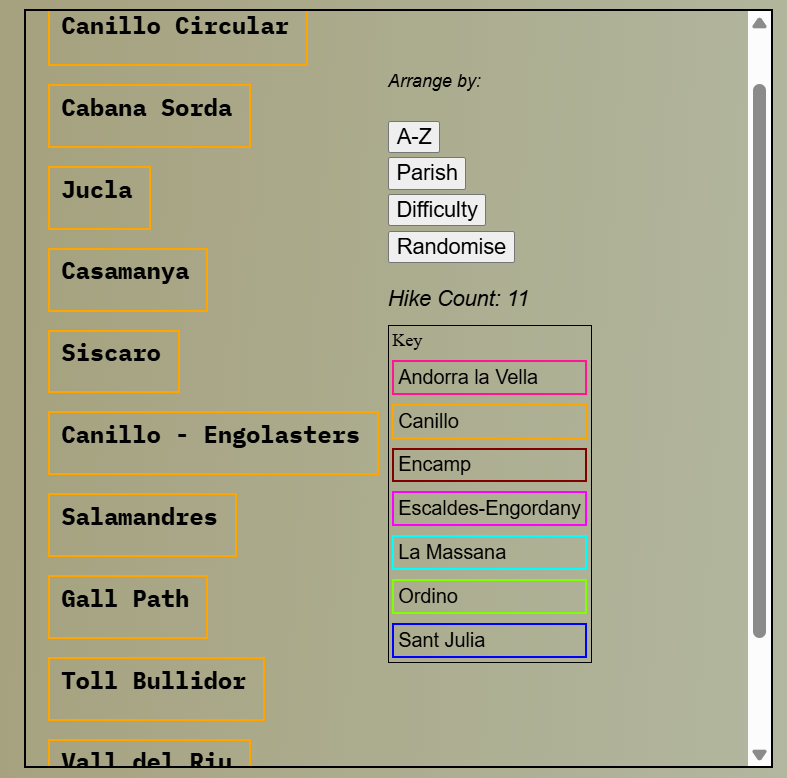 Canillo Circular
Cabana Sorda
Jucla
Casamanya
Siscaro
Canillo - Engolasters
Salamandres
Gall Path
Toll Bullidor
Vall del Riu
Arrange by:
A-Z
Parish
Difficulty
Randomise
Hike Count: 11
Key
Andorra la Vella
Canillo
Encamp
Escaldes-Engordany
La Massana
Ordino
Sant Julia